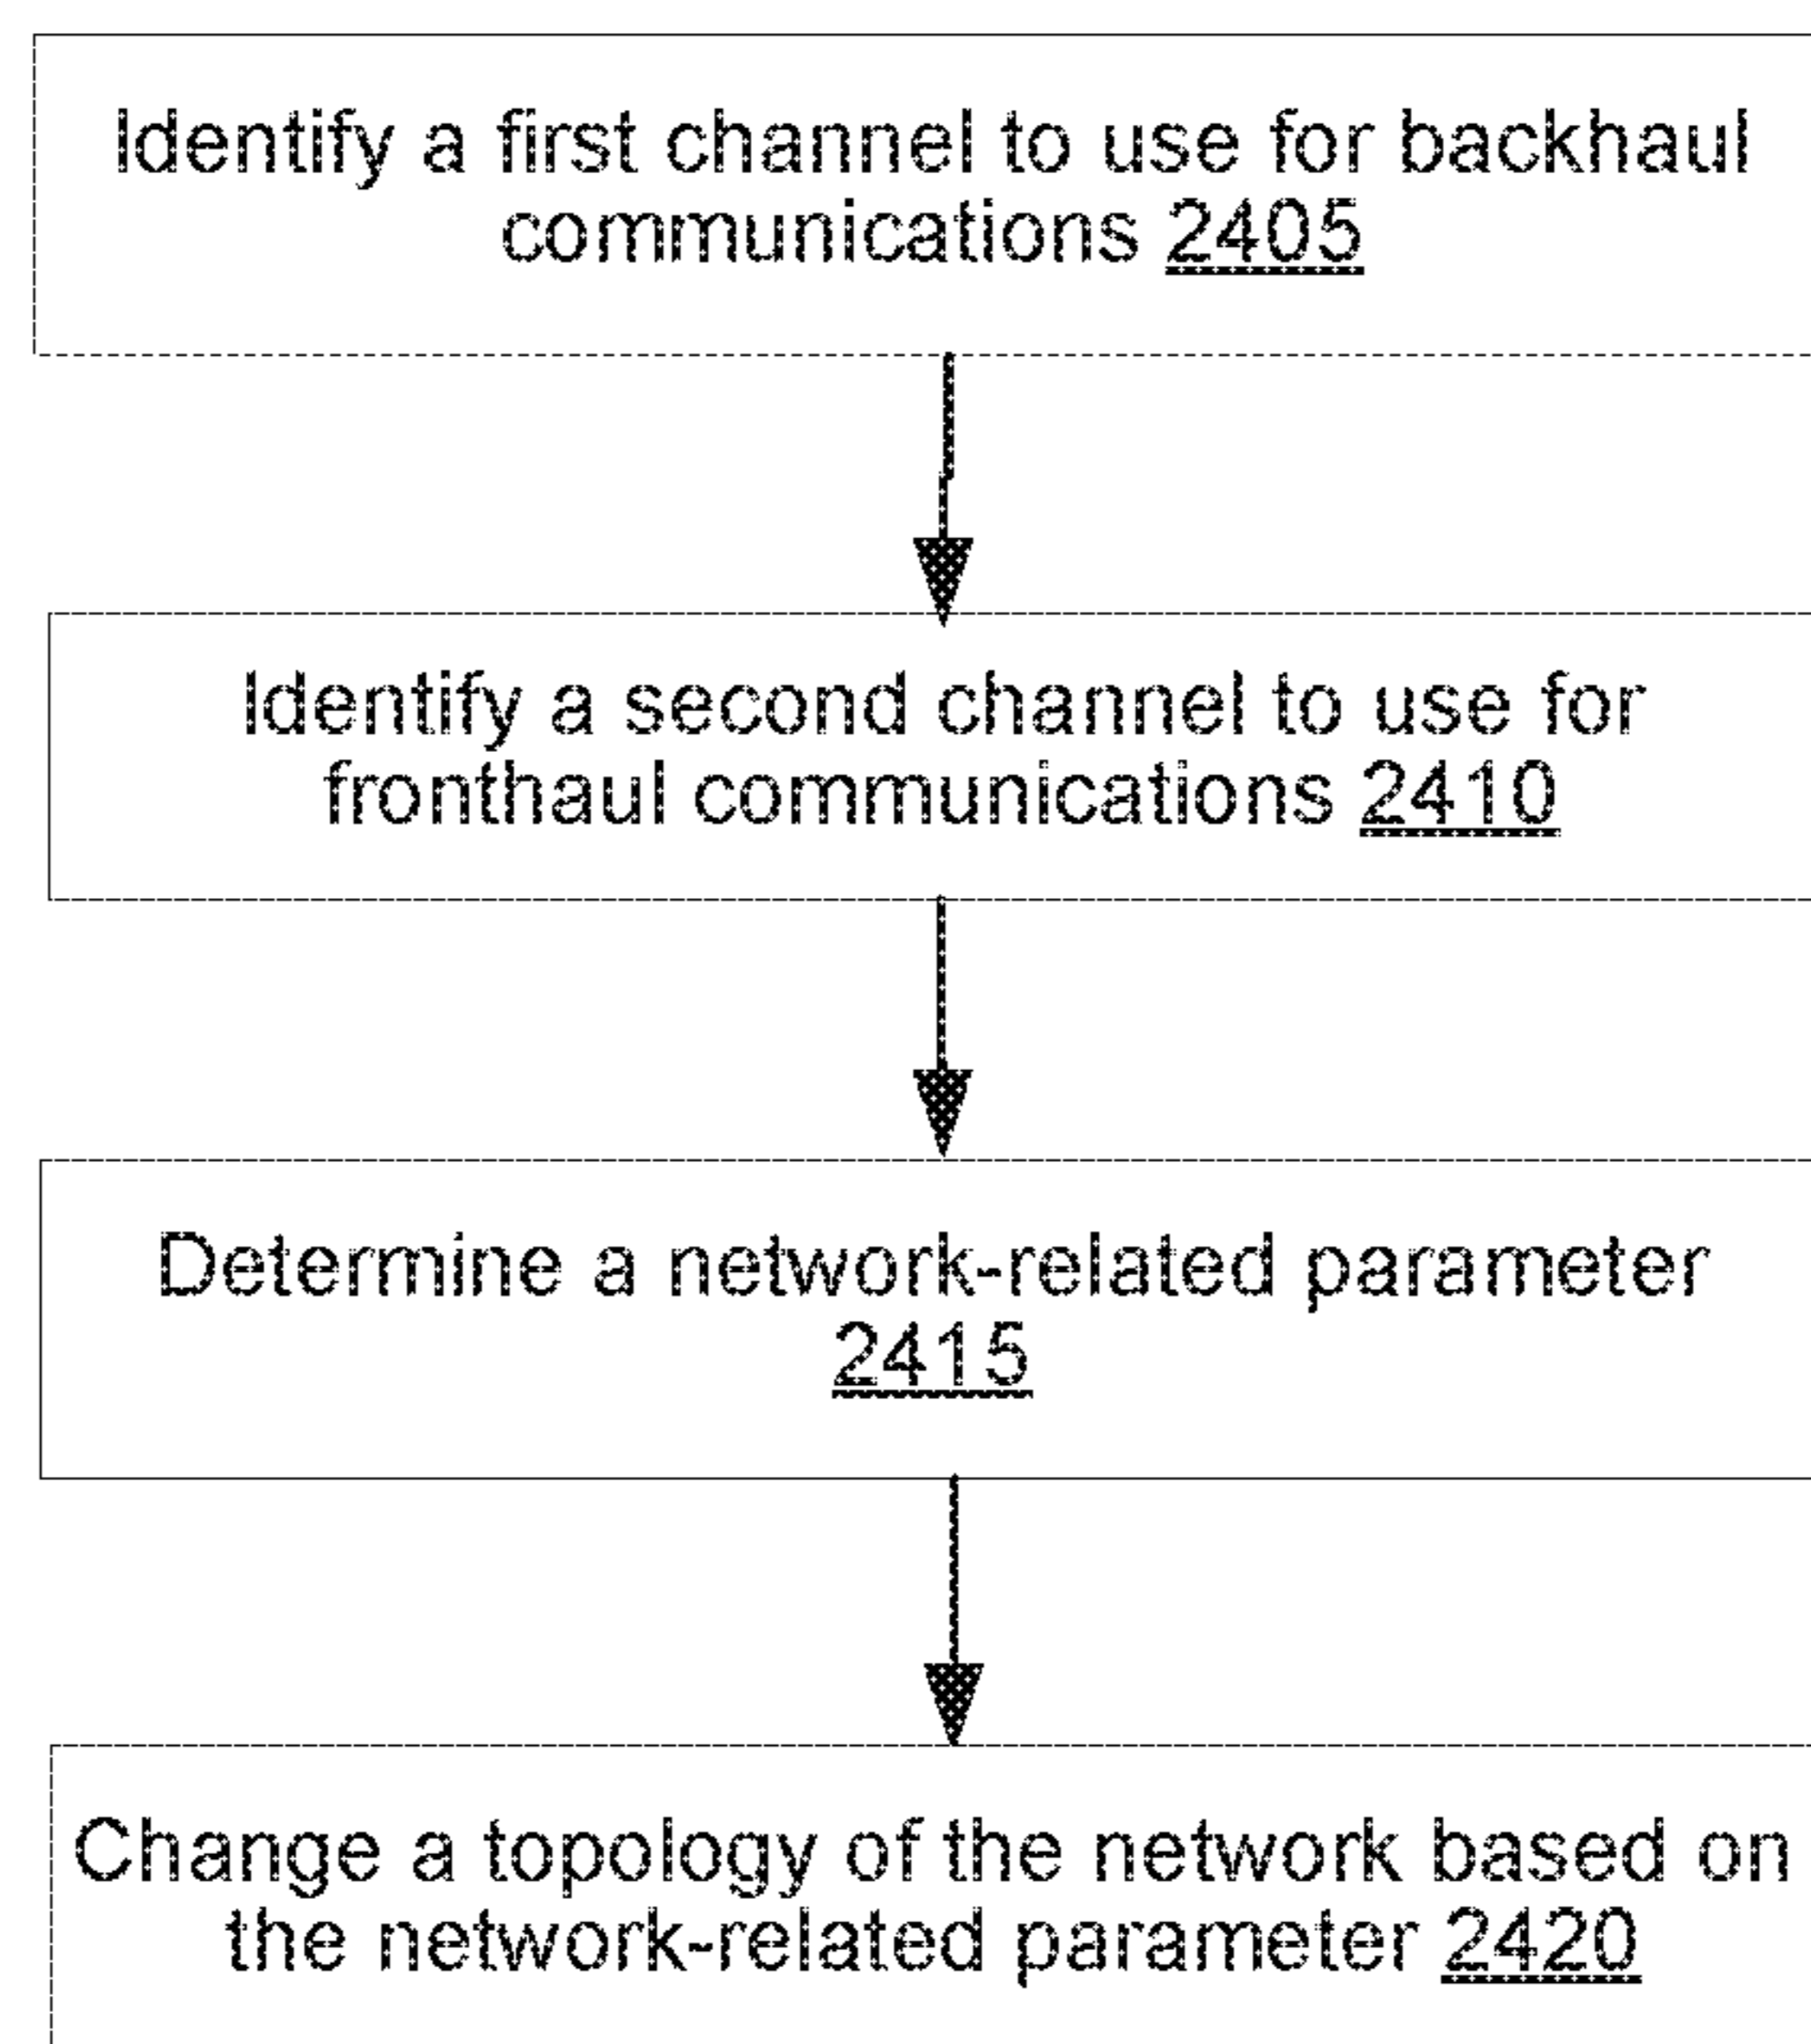 Identify a first channel to use for backhaul
communications 2405
Identify a second channel to use for
fronthaul communications 2410
Determine a network-related parameter
2415
Change a topology of the network based on
the network-related parameter 2420